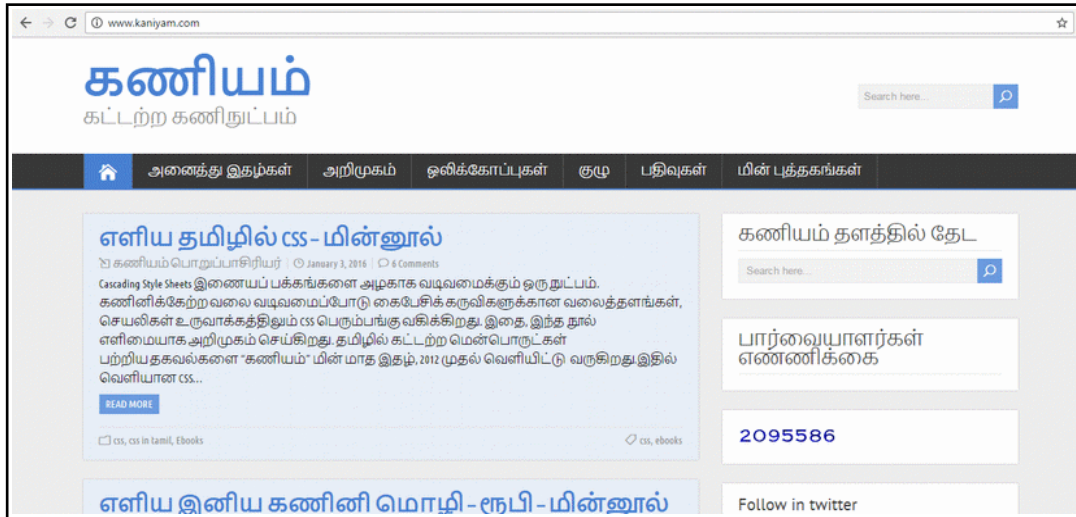 www.kaniyam.com
கணியம்
கட்டற்ற கணிநுட்பம்
Search here...
அனைத்து இதழ்கள் அறிமுகம் ஒலிக்கோப்புகள் குழு பதிவுகள் மின் புத்தகங்கள்
எளிய தமிழில் CSS – மின்னூல்
கணியம் பொறுப்பாசிரியர் January 3, 2016 6 Comments
Cascading Style Sheets இணையப் பக்கங்களை அழகாக வடிவமைக்கும் ஒரு நுட்பம்.
கணினிக்கேற்ற வலை வடிவமைப்போடு கைபேசிக் கருவிகளுக்கான வலைத்தளங்கள்,
செயலிகள் உருவாக்கத்திலும் CSS பெரும்பங்கு வகிக்கிறது. இதை, இந்த நூல்
எளிமையாக அறிமுகம் செய்கிறது. தமிழில் கட்டற்ற மென்பொருட்கள்
பற்றிய தகவல்களை "கணியம்" மின் மாத இதழ், 2012 முதல் வெளியிட்டு வருகிறது.இதில்
வெளியான CSS...
READ MORE
css, css in tamil, Ebooks
css, ebooks
எளிய இனிய கணினி மொழி – ரூபி – மின்னூல்
கணியம் தளத்தில் தேட
Search here...
பார்வையாளர்கள்
எண்ணிக்கை
2095586
Follow in twitter